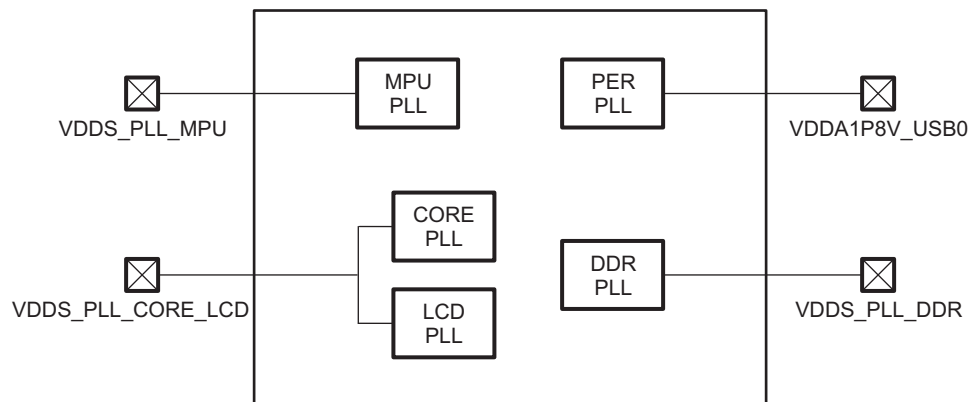 MPU
PLL
PER
PLL
VDDS_PLL_MPU
VDDA1P8V_USB0
CORE
PLL
DDR
PLL
LCD
PLL
VDDS_PLL_CORE_LCD
VDDS_PLL_DDR